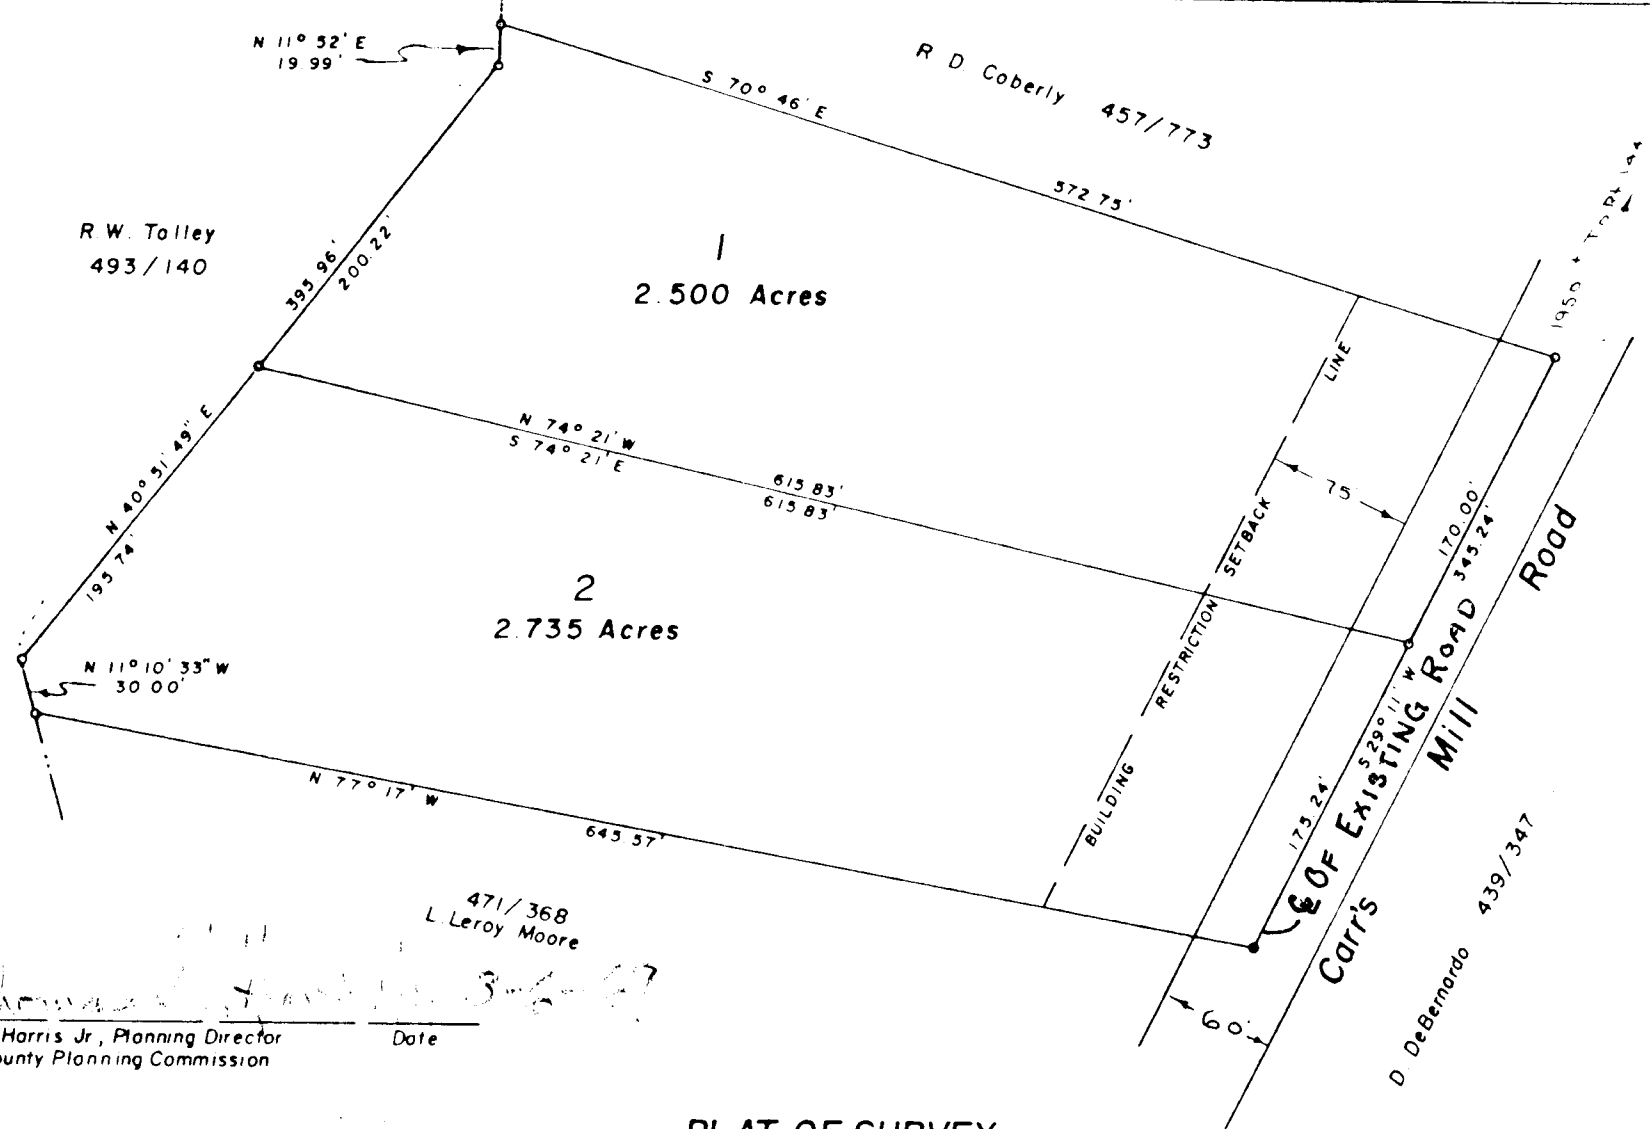 N 11° 52' E
19.99'
R D Coberly 457/773
S 70° 46' E
572 75'
R.W. Talley
493/140
395 96'
200.22'
1
2.500 Acres
LINE
N 74° 21' W
S 74° 21' E
615 83'
615 83'
75'
SETBACK
170.00'
345.24'
Road
N 40° 51' 49" E
195 74'
2
2.735 Acres
RESTRICTION
N 11° 10' 33" W
30 00'
S 29° 11' W
Mill
N 77° 17' W
645.57'
BUILDING
175.24'
℄ OF EXISTING ROAD
Carr's
D. DeBernardo 439/347
471/368
L. Leroy Moore
60'
Harris Jr, Planning Director
Date
ounty Planning Commission
PLAT OF SURVEY